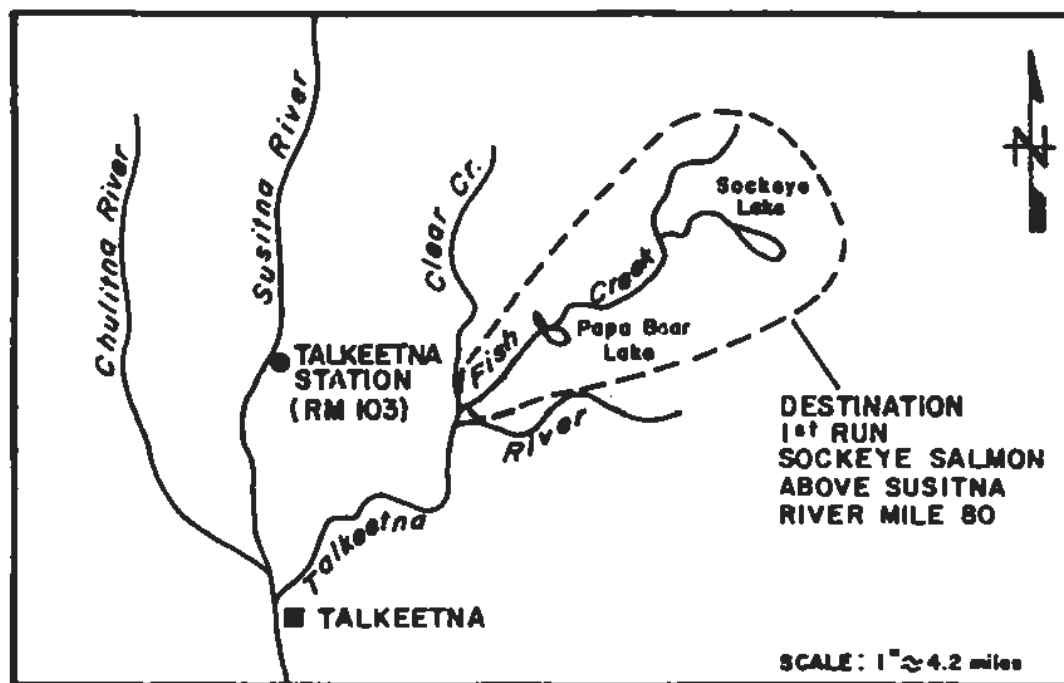 Chulitna River
Susitna River
Clear Cr.
Sockeye
Lake
Fish Creek
Papa Bear
Lake
TALKEETNA
STATION
(RM 103)
Talkeetna River
TALKEETNA
DESTINATION
1st RUN
SOCKEYE SALMON
ABOVE SUSITNA
RIVER MILE 80
SCALE: 1" ≈ 4.2 miles
N